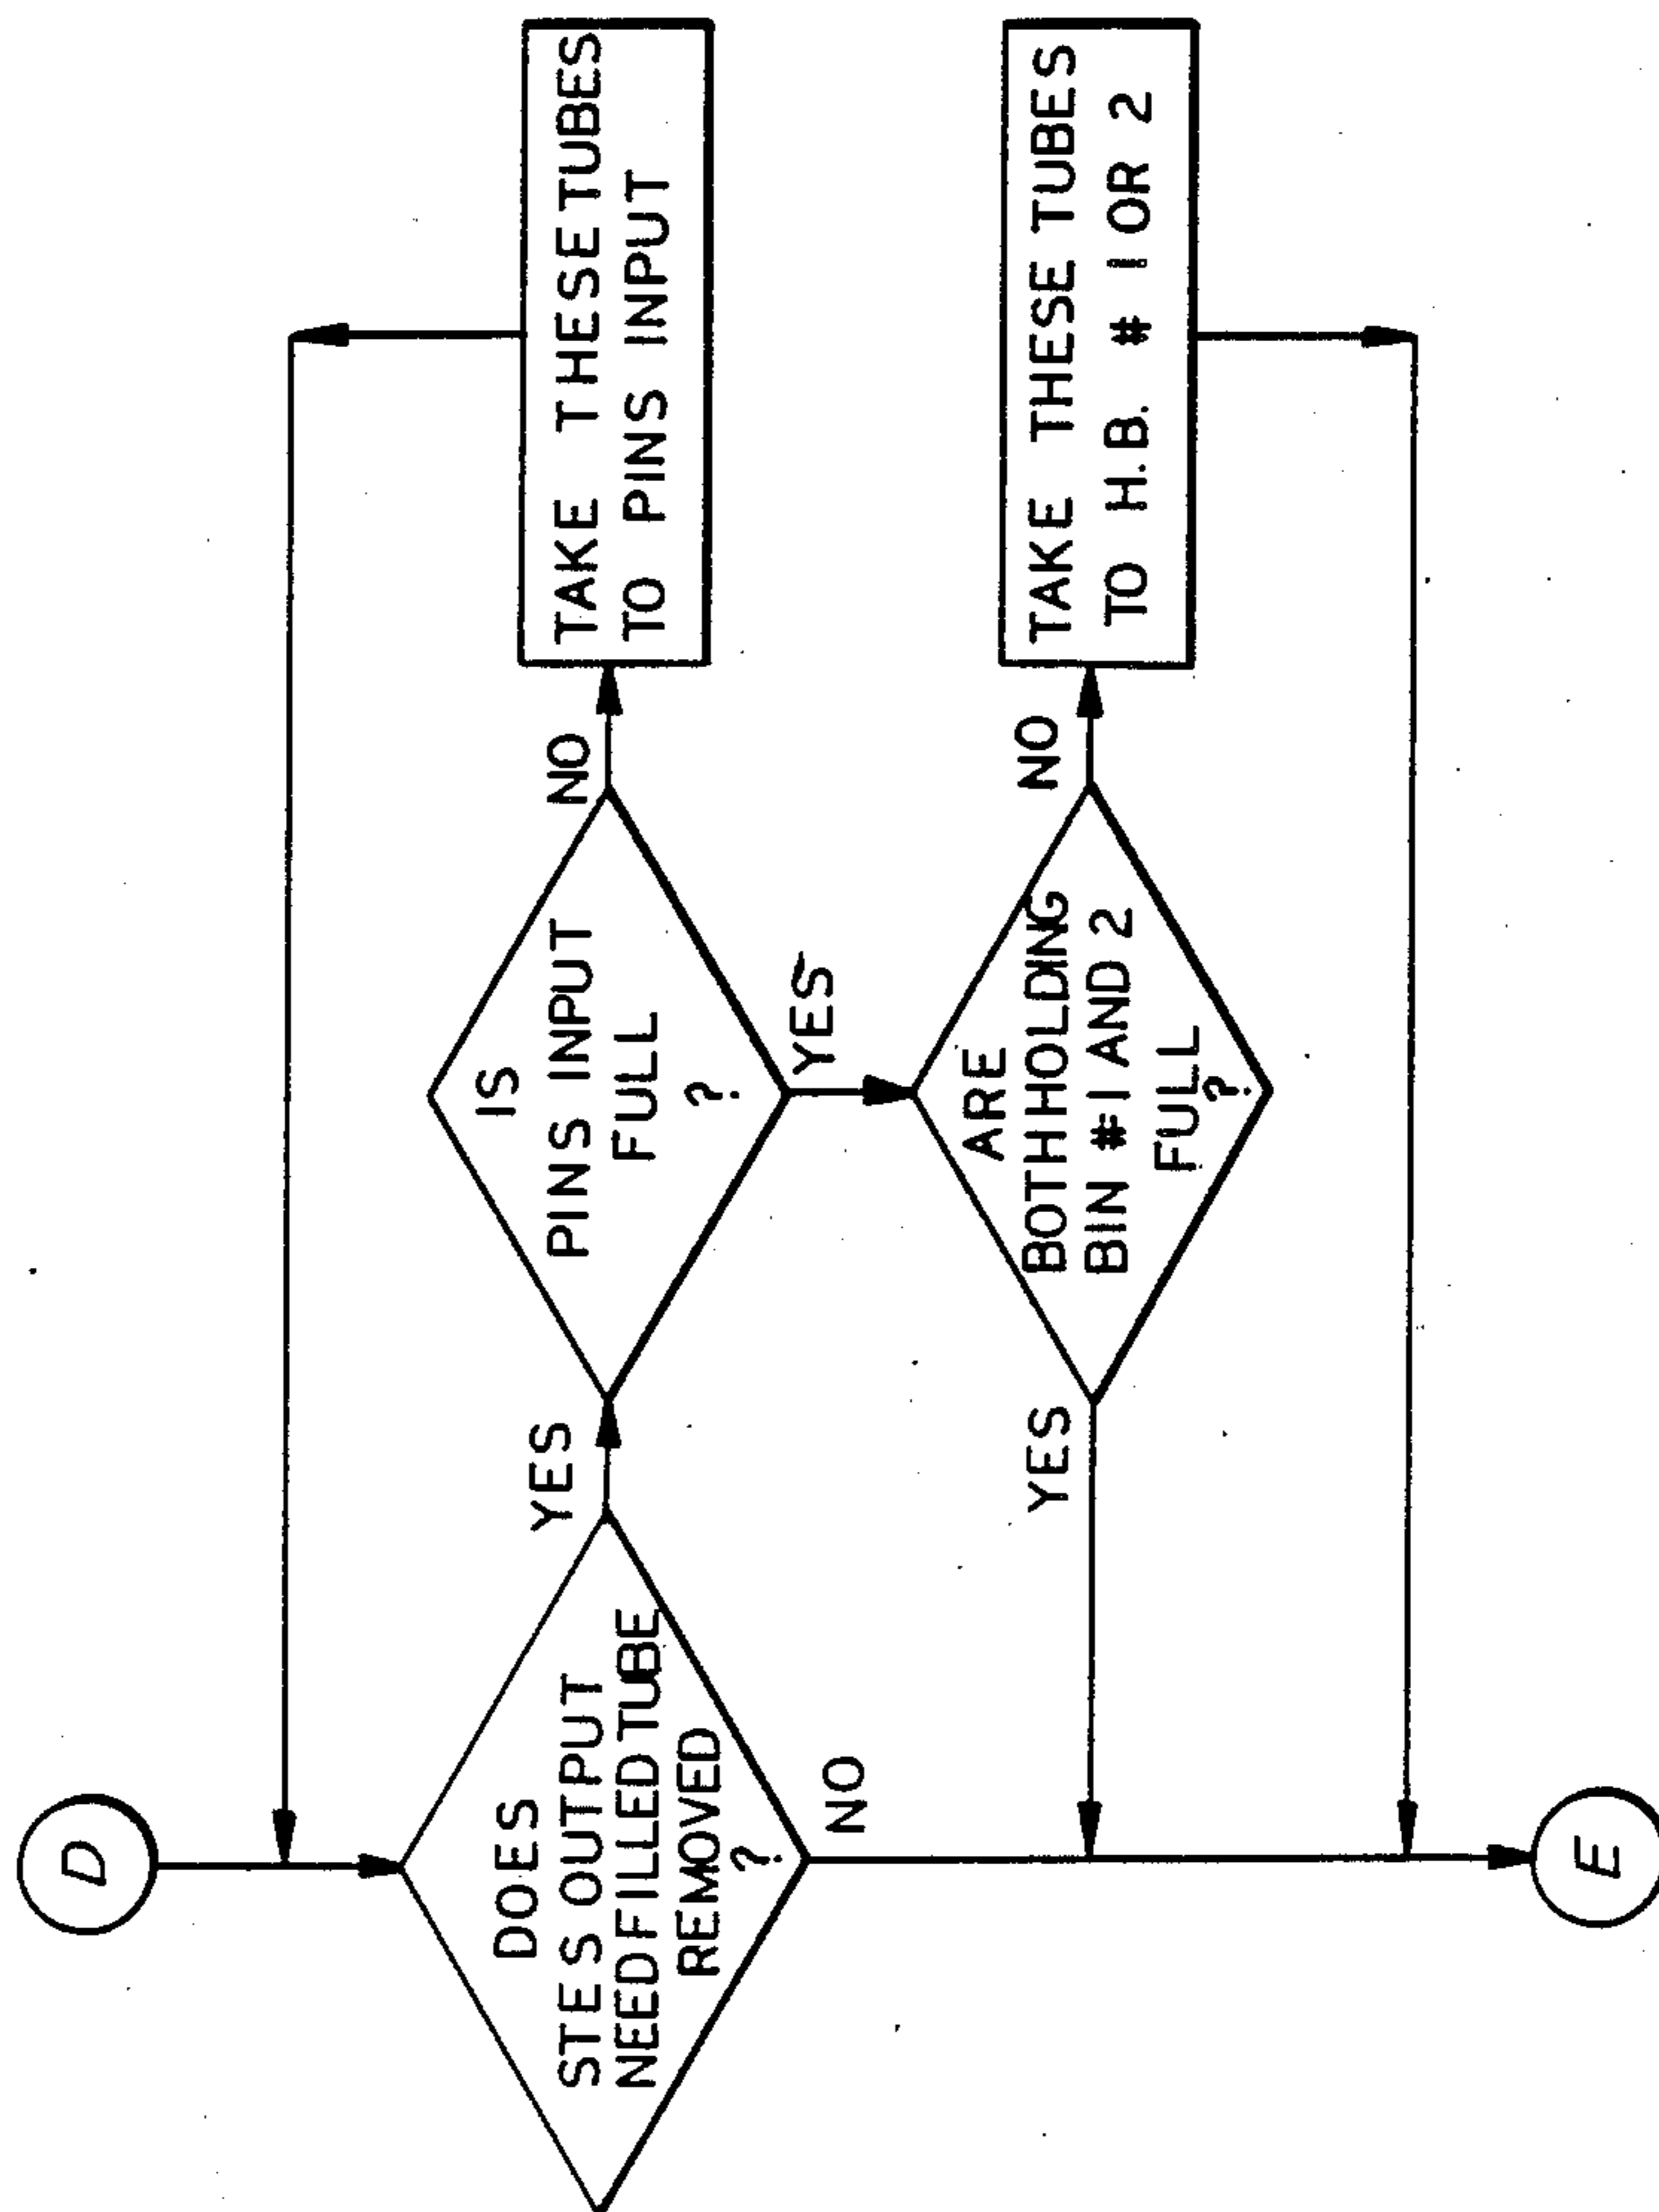 D
DOES
STES OUTPUT
NEED FILLED TUBE
REMOVED
?
YES
NO
IS
PINS INPUT
FULL
?
NO
YES
TAKE THESE TUBES
TO PINS INPUT
ARE
BOTH HOLDING
BIN #1 AND 2
FULL
?
YES
NO
TAKE THESE TUBES
TO H.B. # 1 OR 2
E